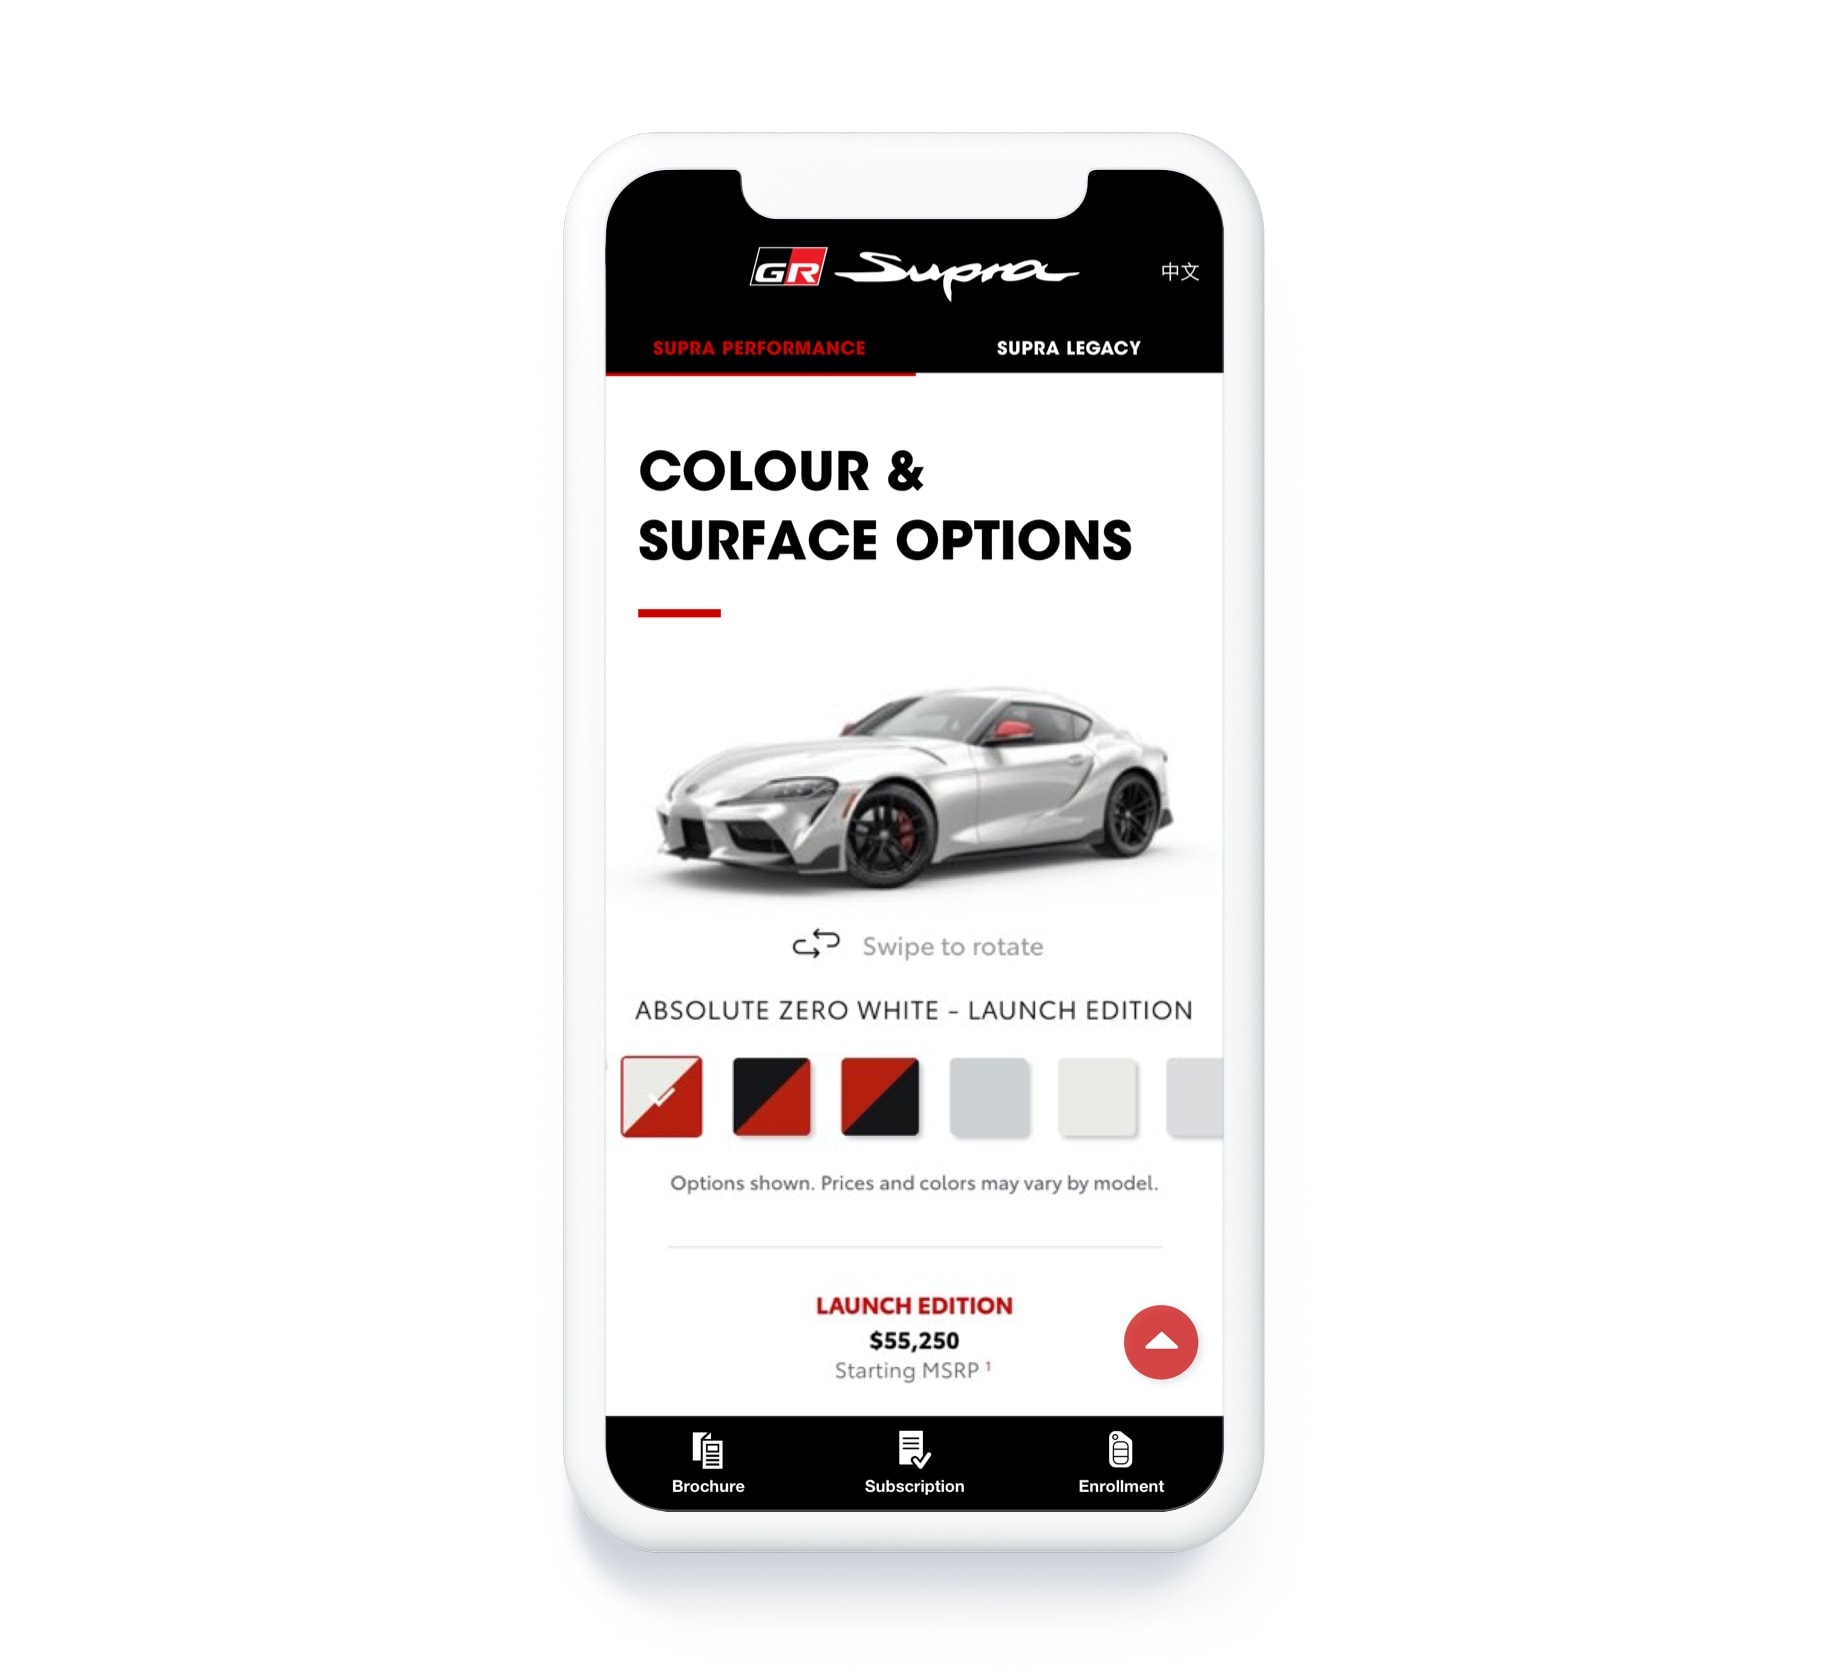 GR Supra
中文
SUPRA PERFORMANCE
SUPRA LEGACY
COLOUR &
SURFACE OPTIONS
Swipe to rotate
ABSOLUTE ZERO WHITE – LAUNCH EDITION
Options shown. Prices and colors may vary by model.
LAUNCH EDITION
$55,250
Starting MSRP ¹
Brochure
Subscription
Enrollment